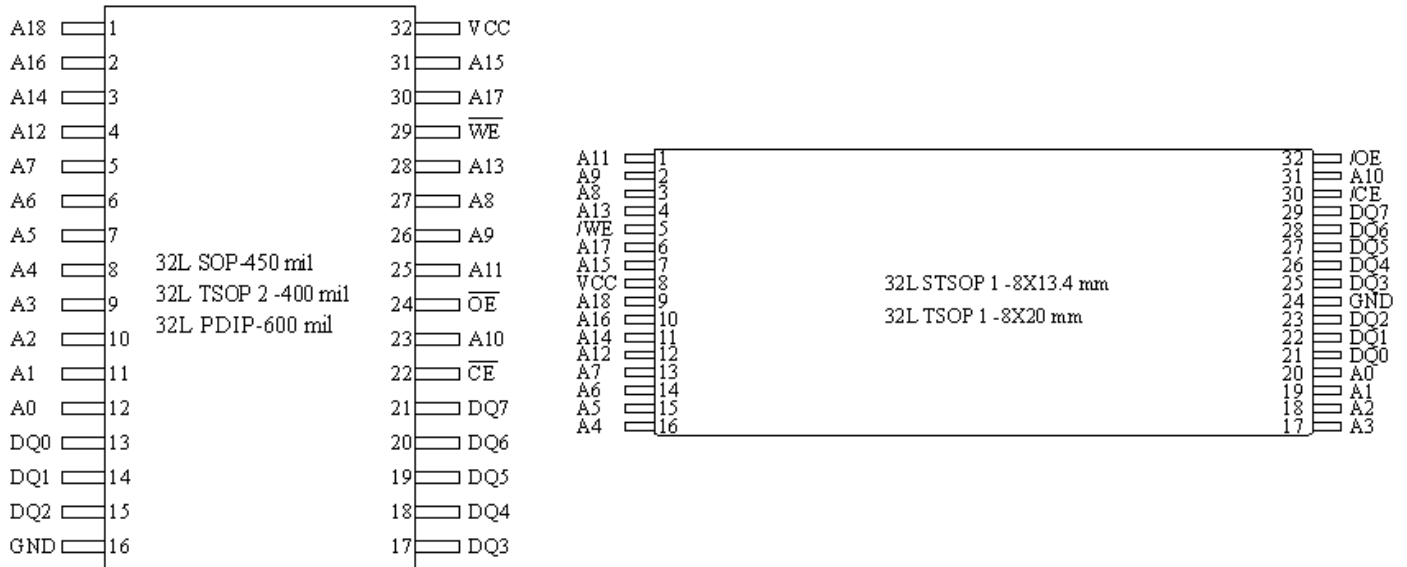 A18 1 32 VCC
A16 2 31 A15
A14 3 30 A17
A12 4 29 WE
A7 5 28 A13
A6 6 27 A8
A5 7 26 A9
A4 8 25 A11
A3 9 24 OE
A2 10 23 A10
A1 11 22 CE
A0 12 21 DQ7
DQ0 13 20 DQ6
DQ1 14 19 DQ5
DQ2 15 18 DQ4
GND 16 17 DQ3
32L SOP-450 mil
32L TSOP 2 -400 mil
32L PDIP-600 mil
A11 1 32 /OE
A9 2 31 A10
A8 3 30 /CE
A13 4 29 DQ7
/WE 5 28 DQ6
A17 6 27 DQ5
A15 7 26 DQ4
VCC 8 25 DQ3
A18 9 24 GND
A16 10 23 DQ2
A14 11 22 DQ1
A12 12 21 DQ0
A7 13 20 A0
A6 14 19 A1
A5 15 18 A2
A4 16 17 A3
32L STSOP 1 -8X13.4 mm
32L TSOP 1 -8X20 mm